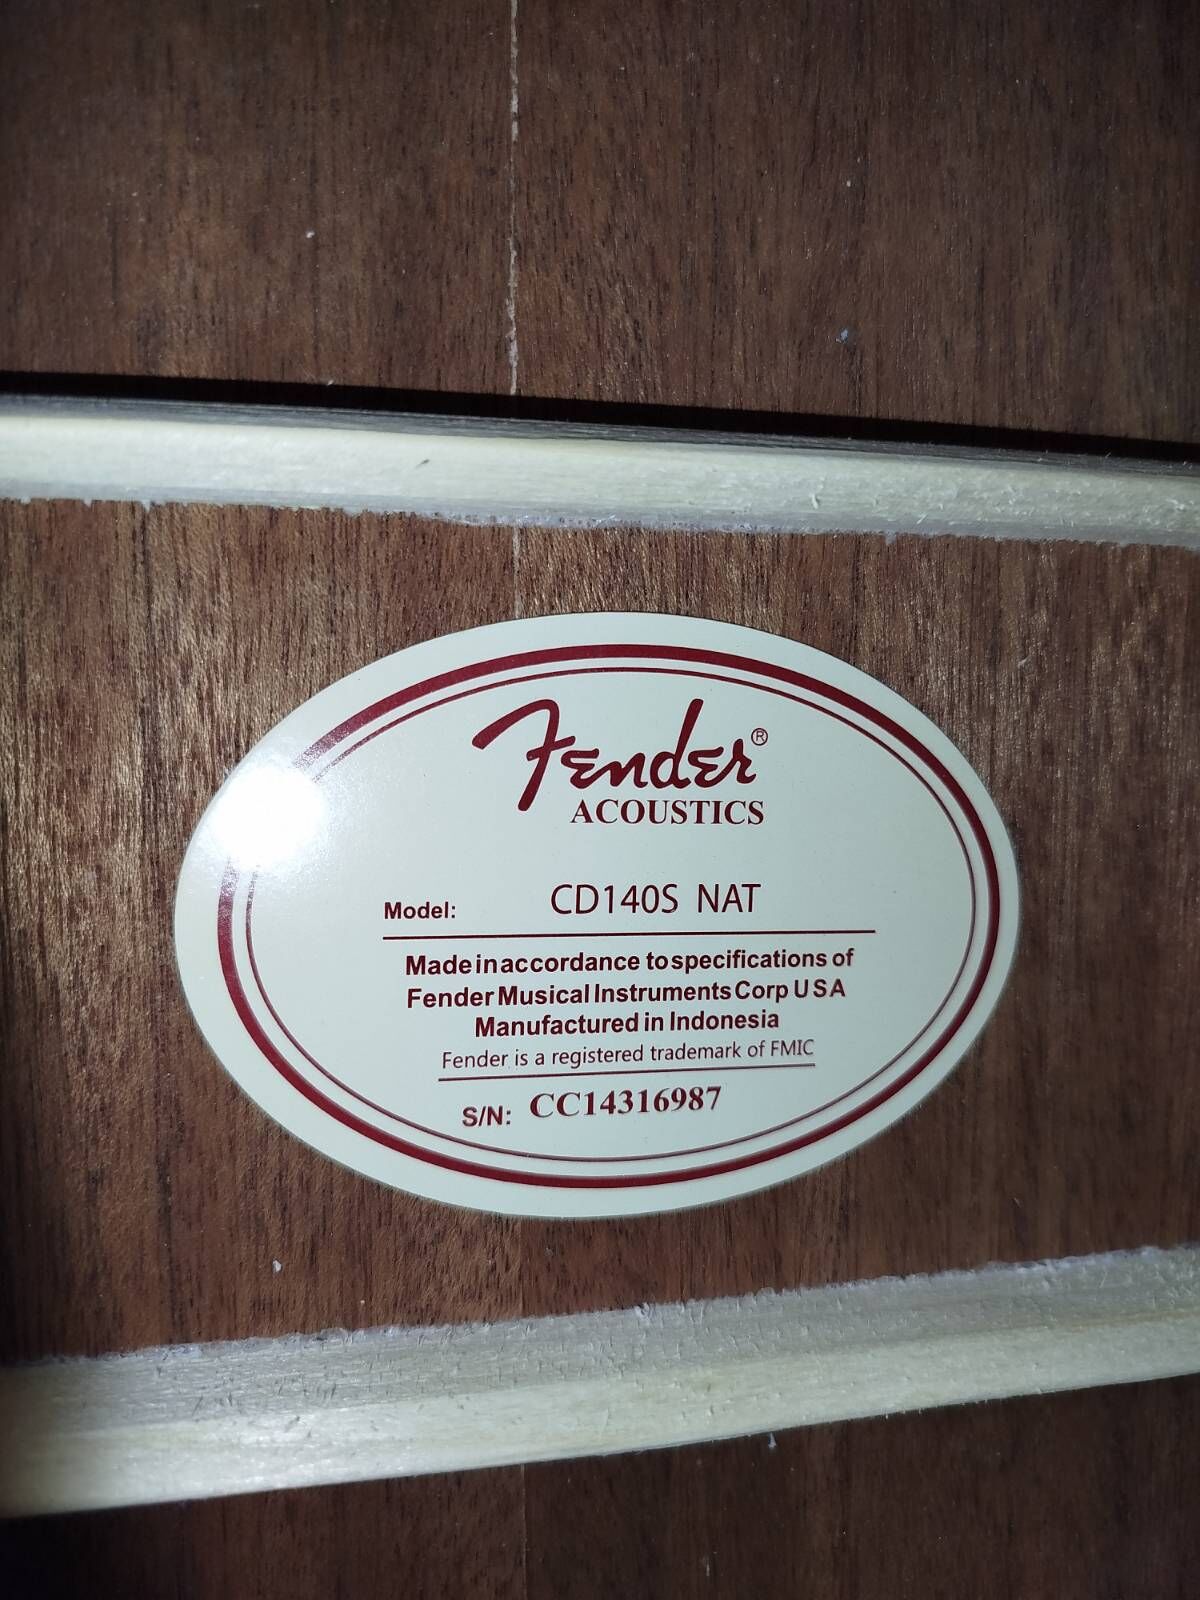 Fender®
ACOUSTICS
Model: CD140S NAT
Made in accordance to specifications of
Fender Musical Instruments Corp U S A
Manufactured in Indonesia
Fender is a registered trademark of FMIC
S/N: CC14316987